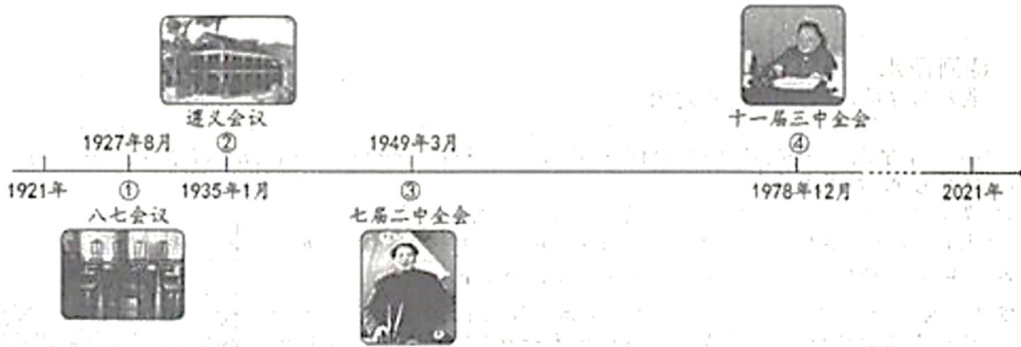 遵义会议
十一届三中全会
1927年8月
②
1949年3月
④
1921年
①
1935年1月
③
1978年12月
2021年
八七会议
七届二中全会